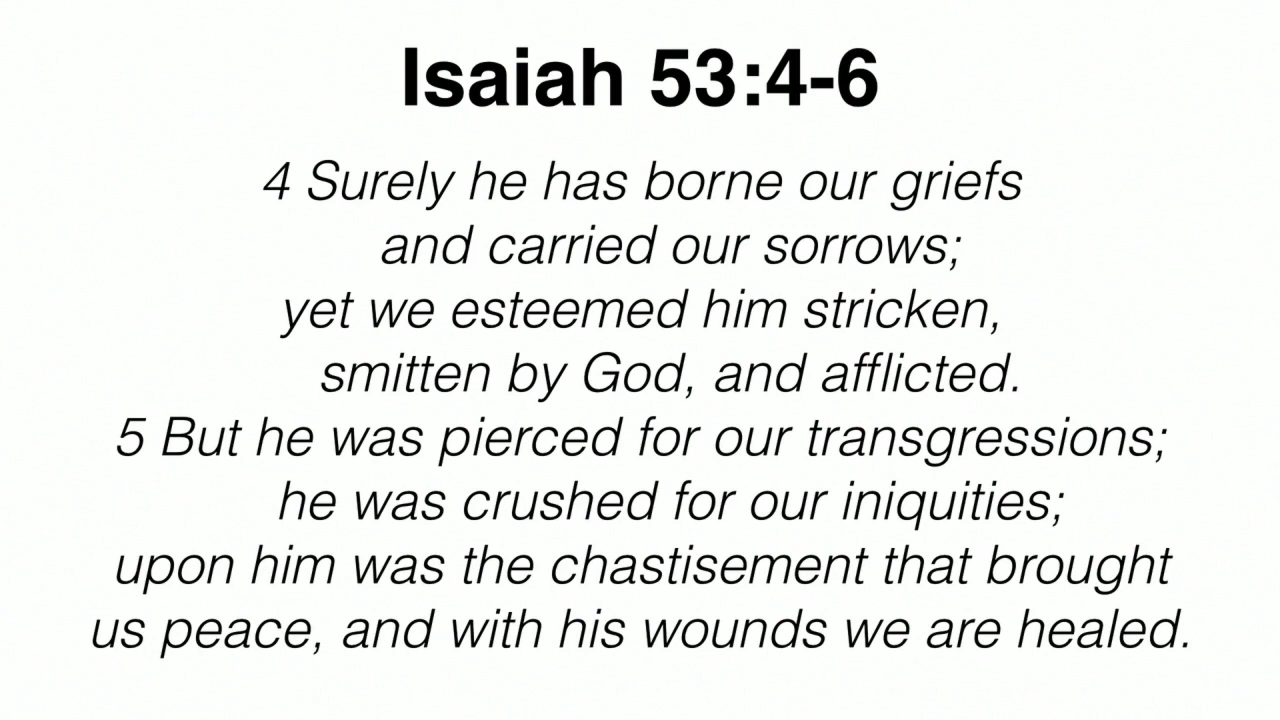 Isaiah 53:4-6
4 Surely he has borne our griefs
and carried our sorrows;
yet we esteemed him stricken,
smitten by God, and afflicted.
5 But he was pierced for our transgressions;
he was crushed for our iniquities;
upon him was the chastisement that brought
us peace, and with his wounds we are healed.